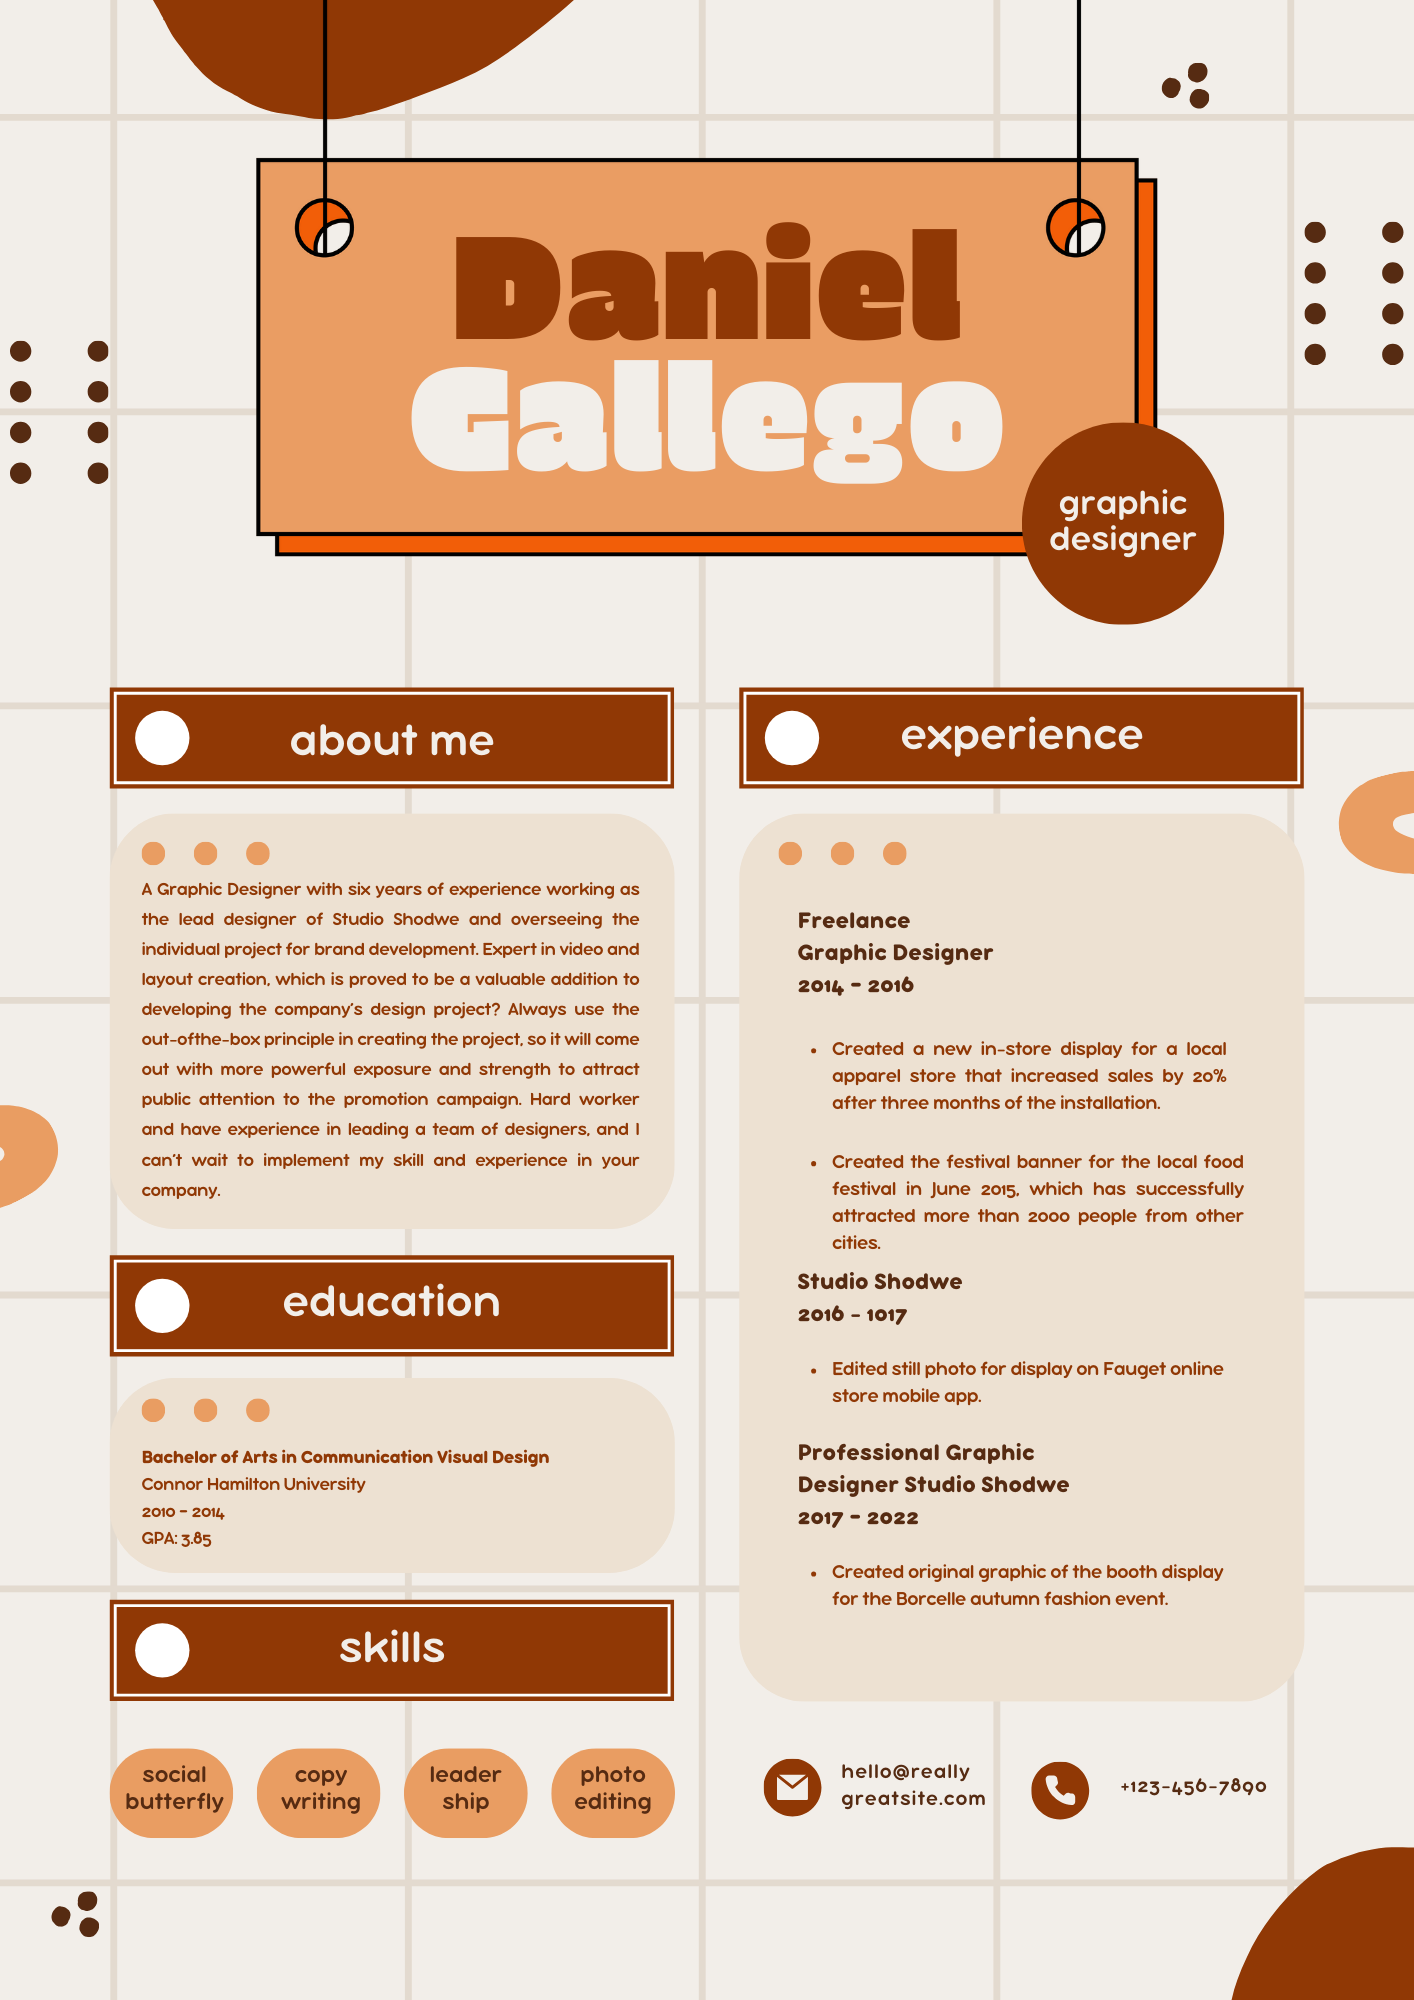 Daniel
Gallego
graphic
designer
about me
A Graphic Designer with six years of experience working as
the lead designer of Studio Shodwe and overseeing the
individual project for brand development. Expert in video and
layout creation, which is proved to be a valuable addition to
developing the company's design project? Always use the
out-ofthe-box principle in creating the project, so it will come
out with more powerful exposure and strength to attract
public attention to the promotion campaign. Hard worker
and have experience in leading a team of designers, and I
can't wait to implement my skill and experience in your
company.
education
Bachelor of Arts in Communication Visual Design
Connor Hamilton University
2010 - 2014
GPA: 3.85
skills
social
butterfly
copy
writing
leader
ship
photo
editing
experience
Freelance
Graphic Designer
2014 - 2016
• Created a new in-store display for a local
apparel store that increased sales by 20%
after three months of the installation.
• Created the festival banner for the local food
festival in June 2015, which has successfully
attracted more than 2000 people from other
cities.
Studio Shodwe
2016 - 1017
• Edited still photo for display on Fauget online
store mobile app.
Professional Graphic
Designer Studio Shodwe
2017 - 2022
• Created original graphic of the booth display
for the Borcelle autumn fashion event.
hello@really
greatsite.com
+123-456-7890